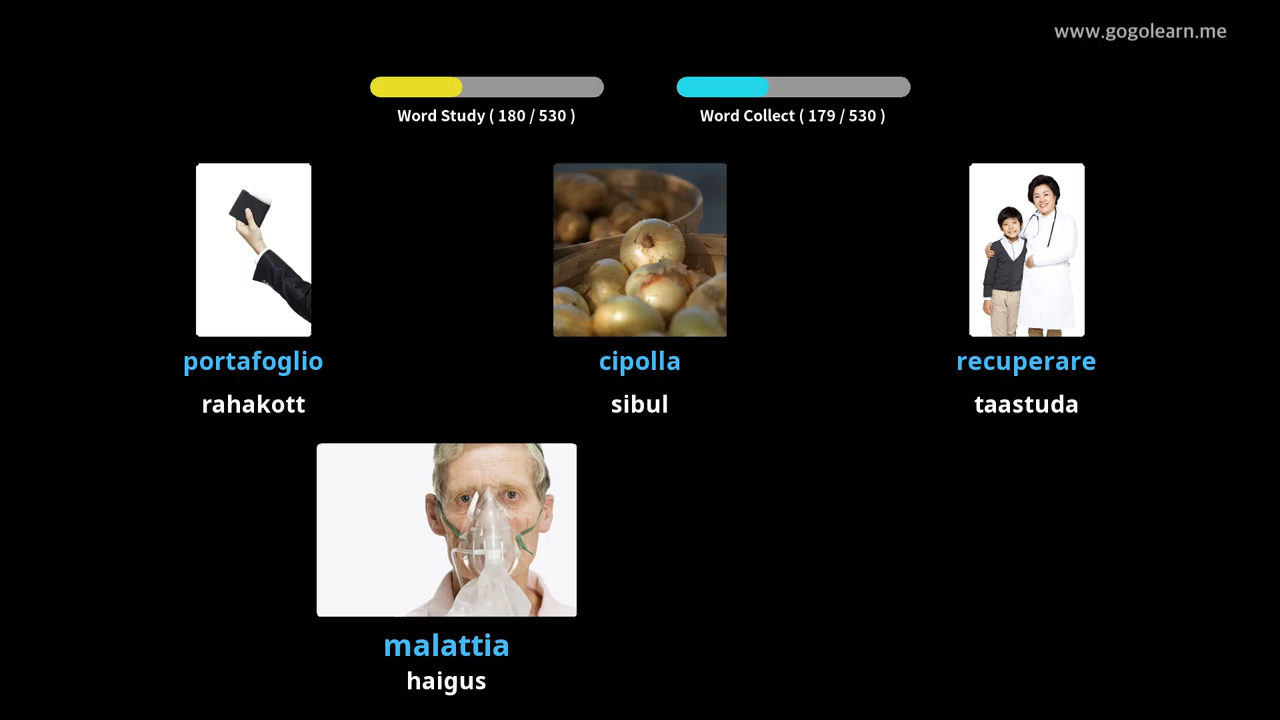 www.gogolearn.me
Word Study ( 180 / 530 )
Word Collect ( 179 / 530 )
portafoglio
cipolla
recuperare
rahakott
sibul
taastuda
malattia
haigus